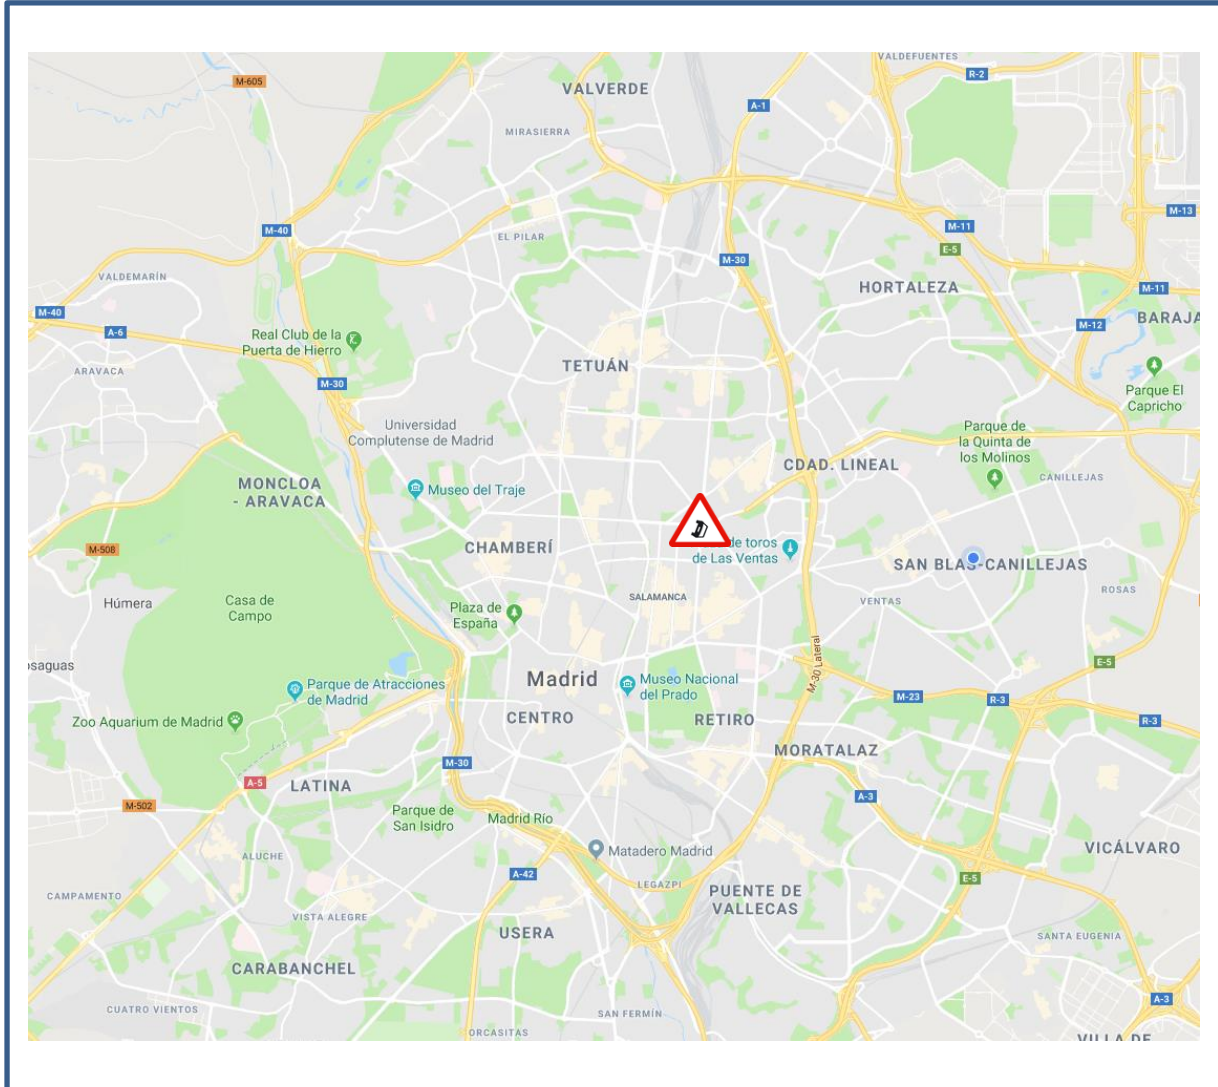 VALDEFUENTES
R-2
M-605
VALVERDE
A-1
MIRASIERRA
M-13
M-11
M-40
EL PILAR
E-5
M-30
VALDEMARÍN
HORTALEZA
M-11
M-40
BARAJA
M-12
A-6
Real Club de la
Puerta de Hierro
TETUÁN
ARAVACA
M-30
Parque El
Capricho
Universidad
Complutense de Madrid
Parque de
la Quinta de
los Molinos
CDAD. LINEAL
CANILLEJAS
MONCLOA
- ARAVACA
Museo del Traje
M-508
CHAMBERÍ
de toros
de Las Ventas
SAN BLAS-CANILLEJAS
ROSAS
Húmera
Casa de
Campo
Plaza de
España
SALAMANCA
VENTAS
osaguas
M-30 Lateral
E-5
Madrid
Museo Nacional
del Prado
Parque de Atracciones
de Madrid
M-23
R-3
Zoo Aquarium de Madrid
CENTRO
RETIRO
R-3
MORATALAZ
M-30
A-5
LATINA
A-3
M-502
Parque de
San Isidro
Madrid Río
Matadero Madrid
VICÁLVARO
ALUCHE
A-42
LEGAZPI
E-5
CAMPAMENTO
PUENTE DE
VALLECAS
VISTA ALEGRE
USERA
SANTA EUGENIA
CARABANCHEL
A-3
CUATRO VIENTOS
SAN FERMÍN
ORCASITAS
VILLA DE